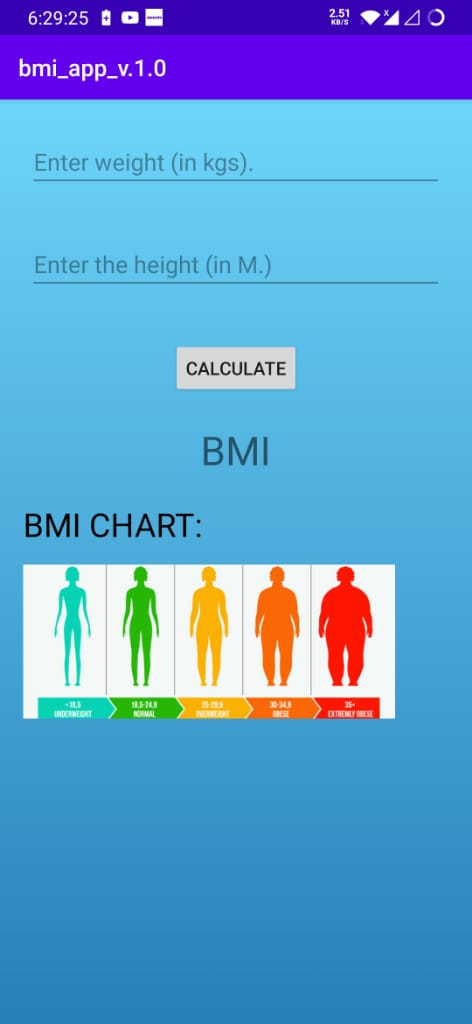 6:29:25
2.51
KB/S
X
bmi_app_v.1.0
Enter weight (in kgs).
Enter the height (in M.)
CALCULATE
BMI
BMI CHART:
<18,5 18,5-24,9 25-29,9 30-34,9 35<
UNDERWEIGHT NORMAL OVERWEIGHT OBESE EXTREMLY OBESE